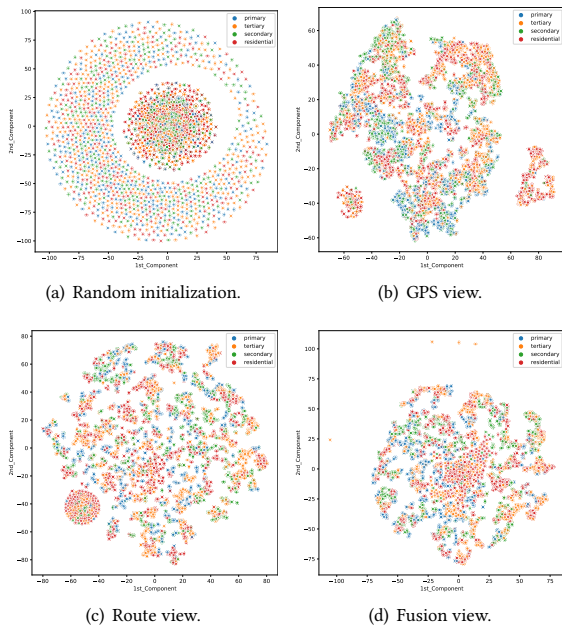 primary
tertiary
secondary
residential
100
75
50
25
0
−25
−50
−75
−100
2nd_Component
−100 −75 −50 −25 0 25 50 75
1st_Component
(a) Random initialization.
primary
tertiary
secondary
residential
60
40
20
0
−20
−40
−60
2nd_Component
−60 −40 −20 0 20 40 60 80
1st_Component
(b) GPS view.
primary
tertiary
secondary
residential
80
60
40
20
0
−20
−40
−60
−80
2nd_Component
−80 −60 −40 −20 0 20 40 60 80
1st_Component
(c) Route view.
primary
tertiary
secondary
residential
100
75
50
25
0
−25
−50
−75
2nd_Component
−100 −75 −50 −25 0 25 50 75
1st_Component
(d) Fusion view.